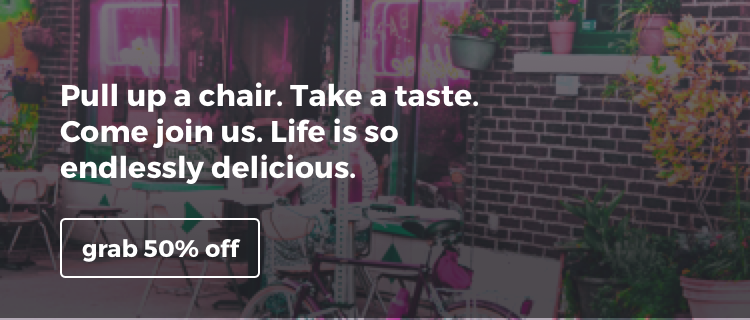 Pull up a chair. Take a taste.
Come join us. Life is so
endlessly delicious.
grab 50% off